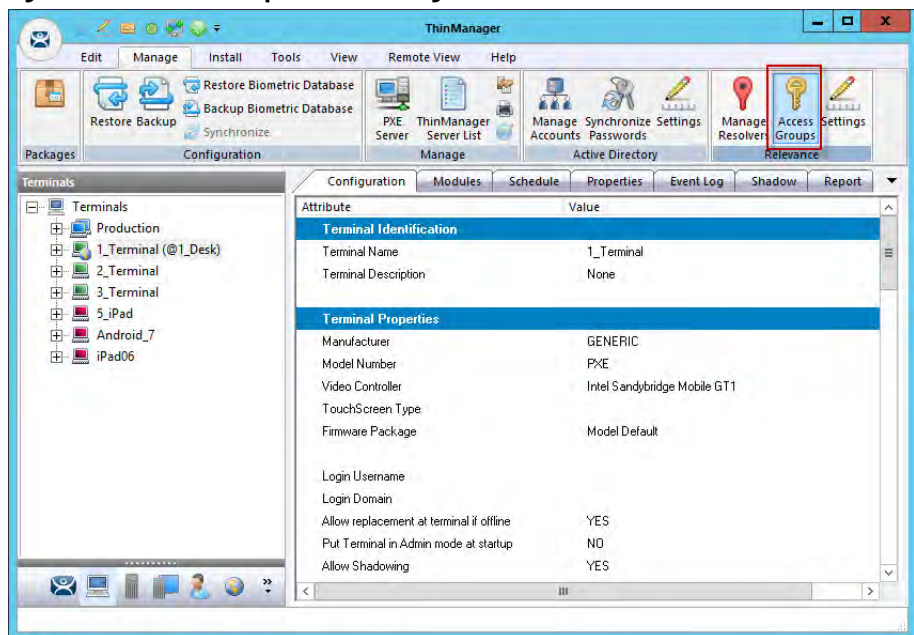 ThinManager
Edit Manage Install Tools View Remote View Help
Restore Backup
Restore Biometric Database
Backup Biometric Database
Synchronize
PXE Server
ThinManager Server List
Manage Accounts
Synchronize Passwords
Settings
Manage Resolvers
Access Groups
Settings
Packages Configuration Manage Active Directory Relevance
Terminals
Configuration Modules Schedule Properties Event Log Shadow Report
Terminals
Production
1_Terminal (@1_Desk)
2_Terminal
3_Terminal
5_iPad
Android_7
iPad06
Attribute Value
Terminal Identification
Terminal Name 1_Terminal
Terminal Description None
Terminal Properties
Manufacturer GENERIC
Model Number PXE
Video Controller Intel Sandybridge Mobile GT1
TouchScreen Type
Firmware Package Model Default
Login Username
Login Domain
Allow replacement at terminal if offline YES
Put Terminal in Admin mode at startup NO
Allow Shadowing YES